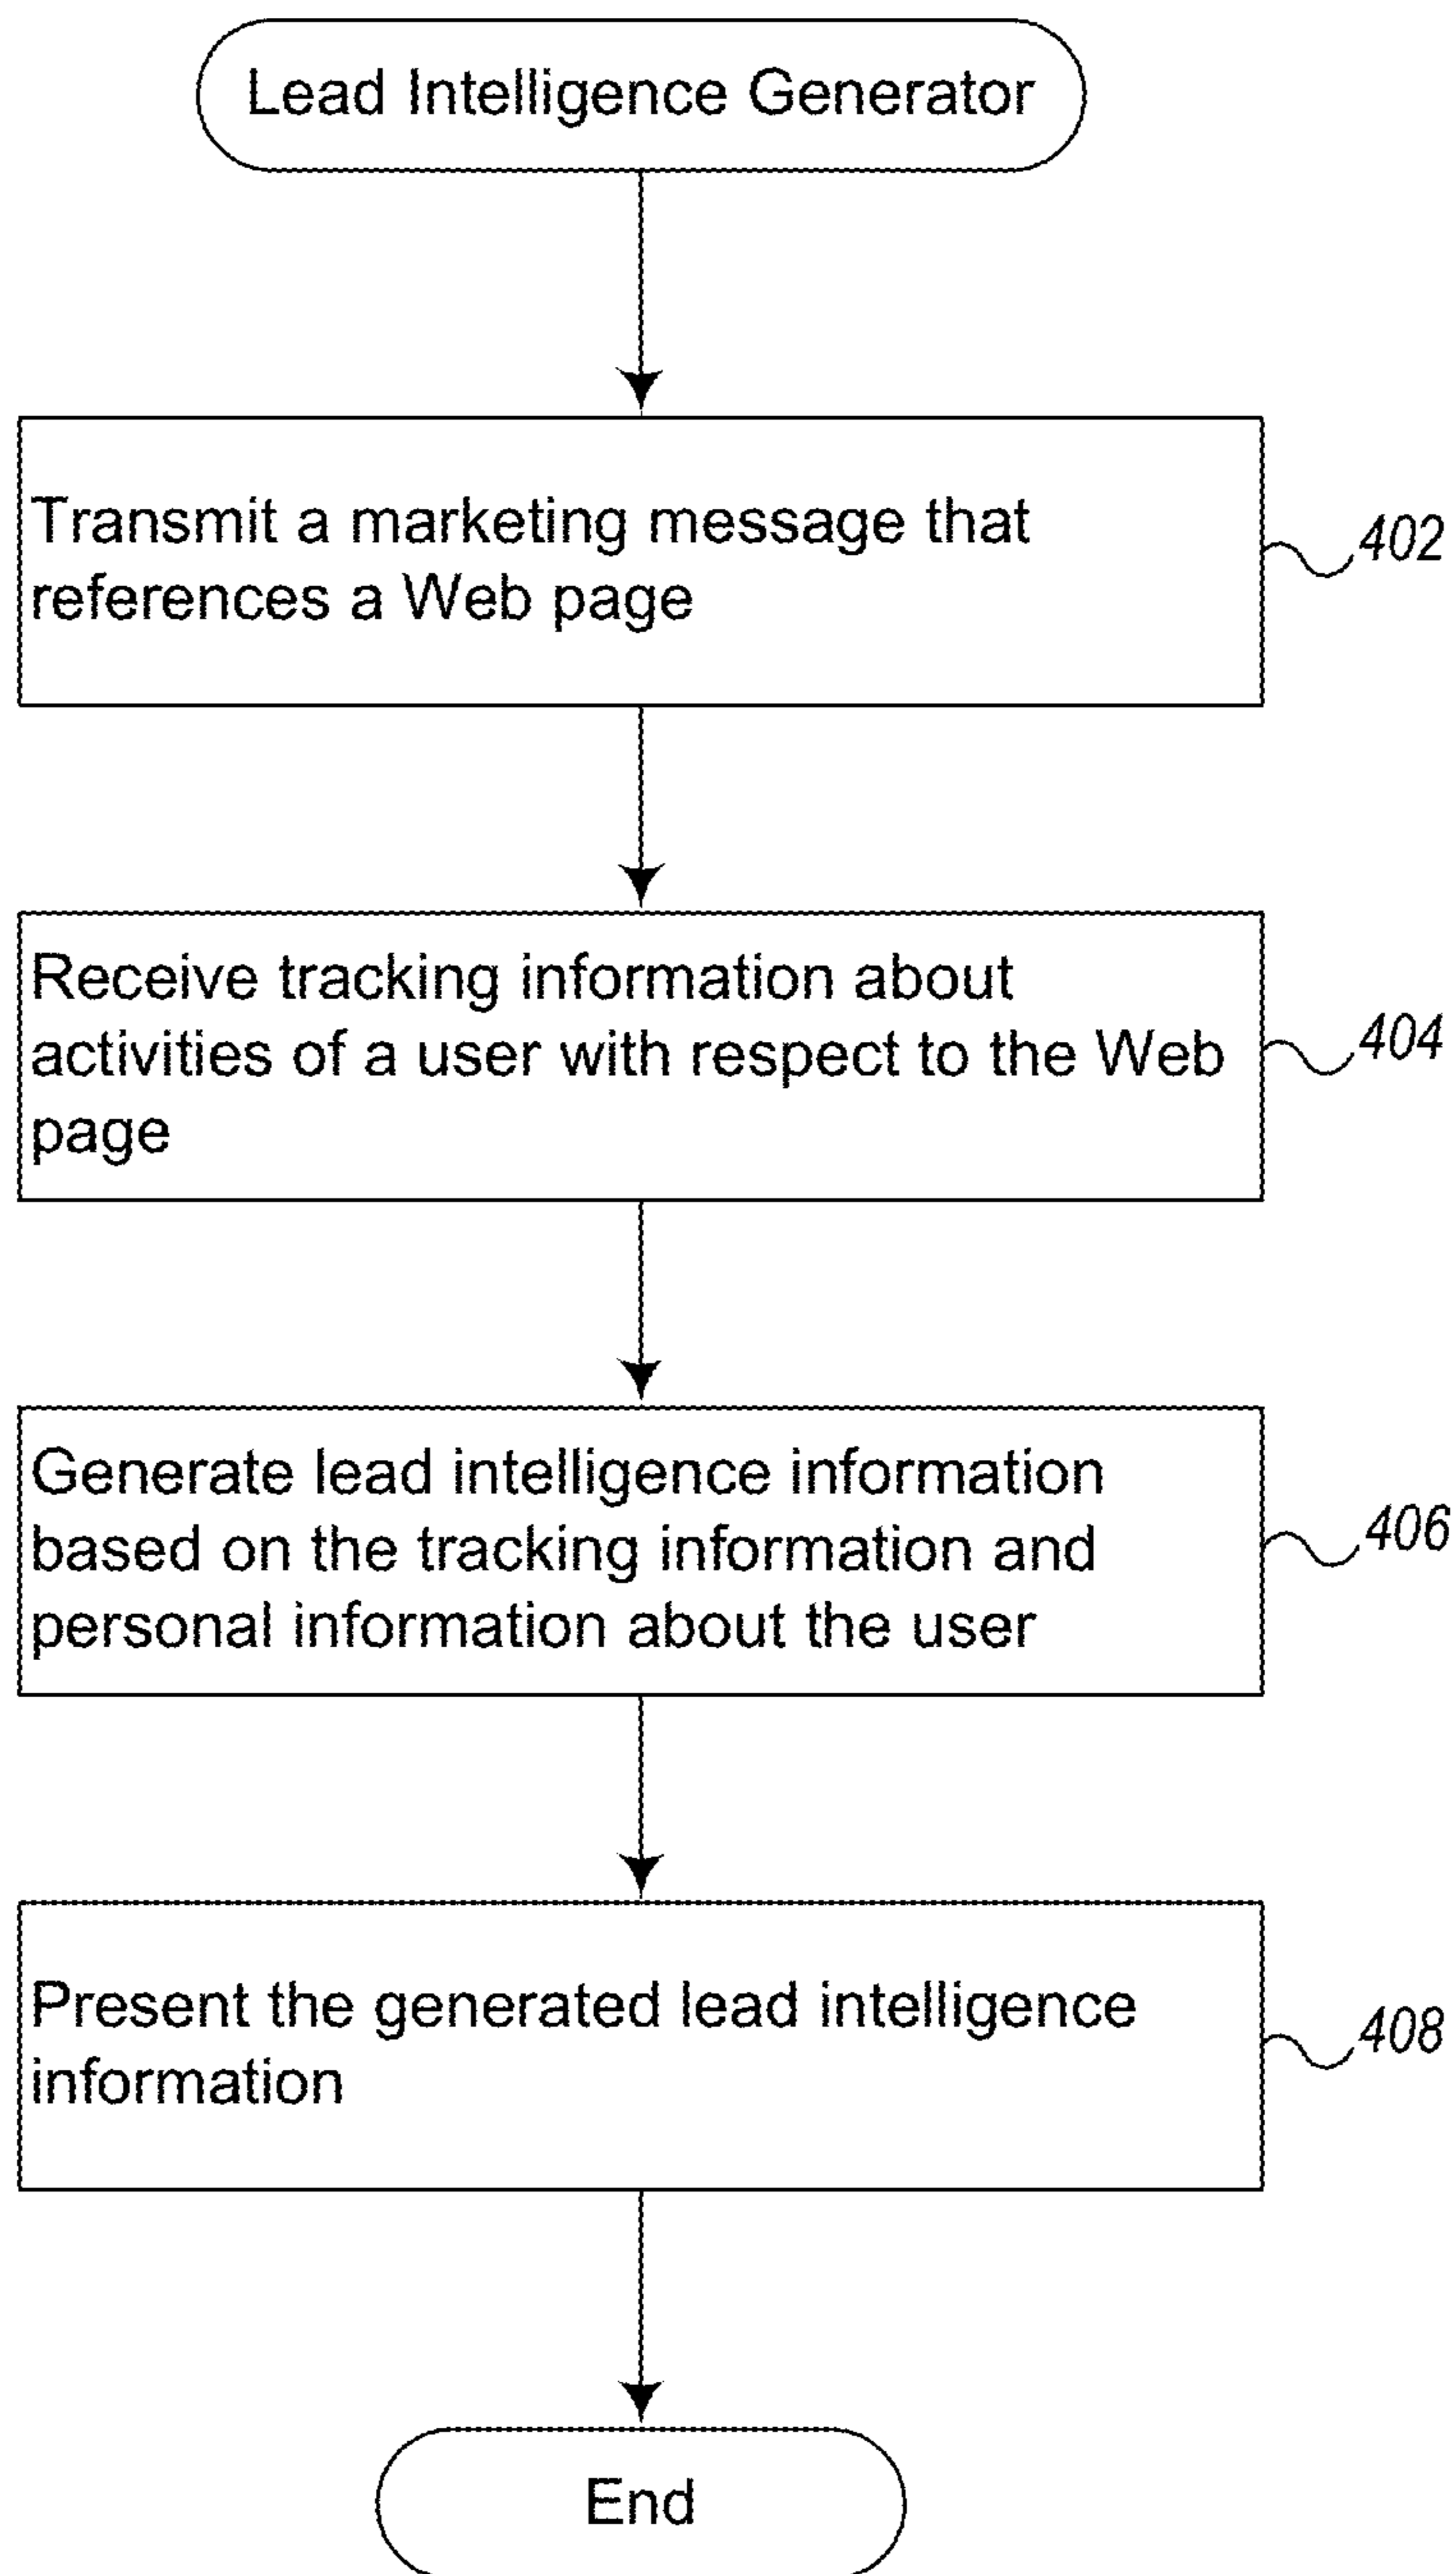 Lead Intelligence Generator
Transmit a marketing message that
references a Web page
402
Receive tracking information about
activities of a user with respect to the Web
page
404
Generate lead intelligence information
based on the tracking information and
personal information about the user
406
Present the generated lead intelligence
information
408
End